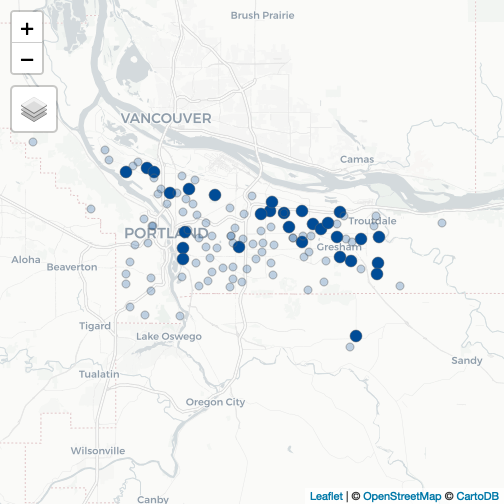 Brush Prairie
+
−
VANCOUVER
Camas
Troutdale
PORTLAND
Gresham
Aloha
Beaverton
Tigard
Lake Oswego
Sandy
Tualatin
Oregon City
Wilsonville
Canby
Leaflet | © OpenStreetMap © CartoDB